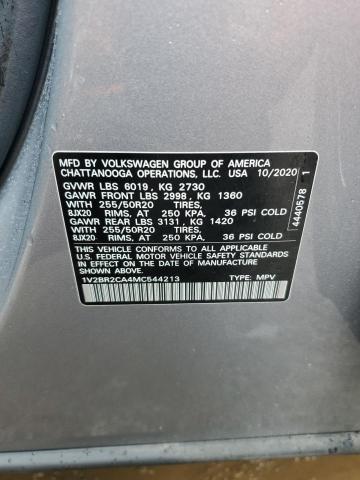 MFD BY VOLKSWAGEN GROUP OF AMERICA
CHATTANOOGA OPERATIONS, LLC. USA 10/2020
GVWR LBS 6019, KG 2730
GAWR FRONT LBS 2998, KG 1360
WITH 255/50R20 TIRES,
8JX20 RIMS, AT 250 KPA, 36 PSI COLD
GAWR REAR LBS 3131, KG 1420
WITH 255/50R20 TIRES,
8JX20 RIMS, AT 250 KPA, 36 PSI COLD
THIS VEHICLE CONFORMS TO ALL APPLICABLE
U.S. FEDERAL MOTOR VEHICLE SAFETY STANDARDS
IN EFFECT ON THE DATE OF MANUFACTURE SHOWN ABOVE.
1V2BR2CA4MC544213 TYPE: MPV
4440578 1